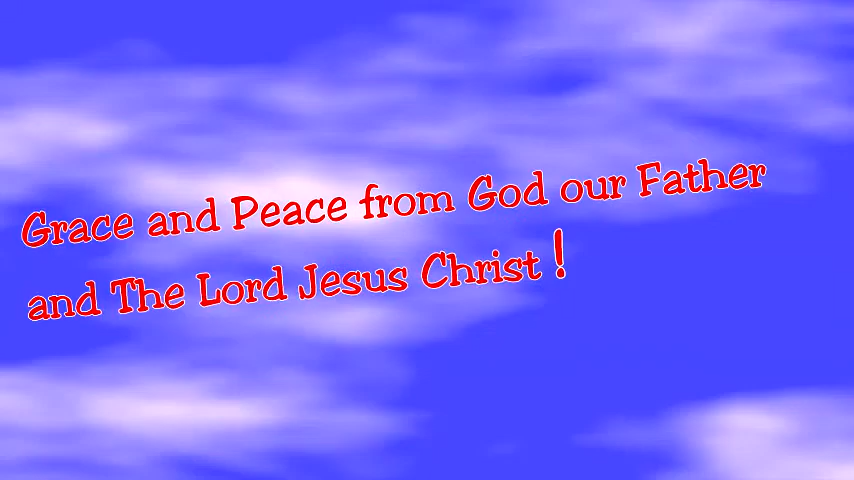 Grace and Peace from God our Father
and The Lord Jesus Christ !